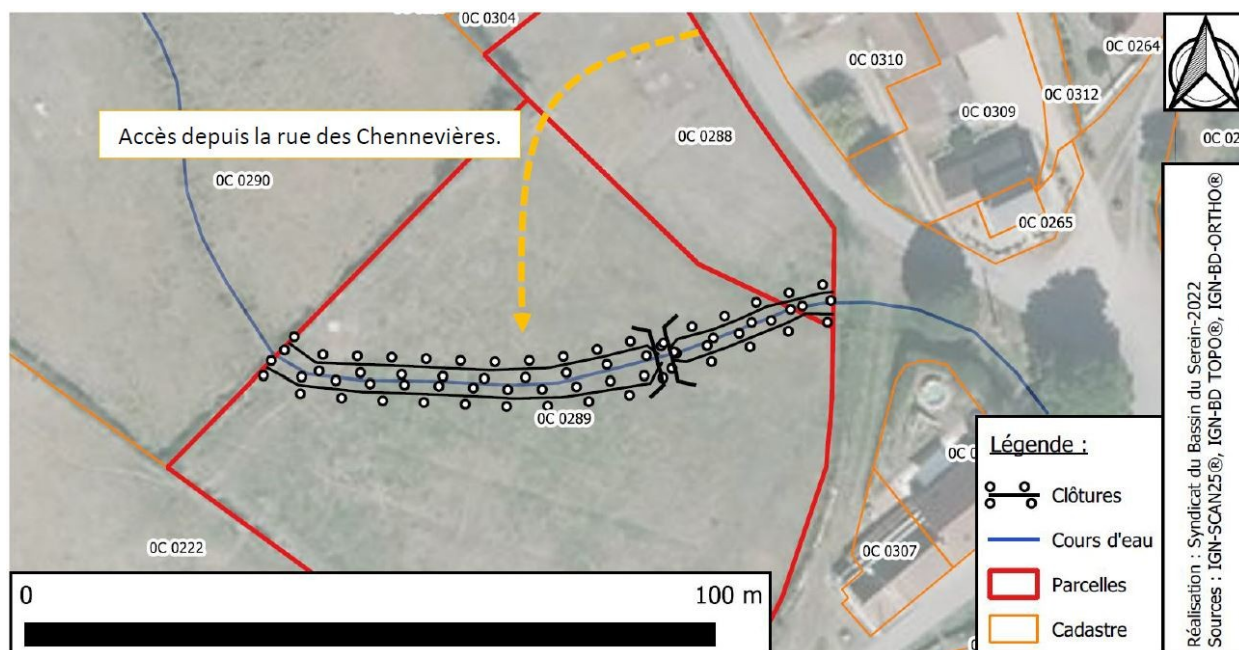 0C 0304
0C 0264
0C 0310
0C 0312
0C 0309
Accès depuis la rue des Chennevières.
0C 0288
0C 0290
0C 0265
0C 0289
0C 0222
0C 0307
0
100 m
Légende :
Clôtures
Cours d'eau
Parcelles
Cadastre
Réalisation : Syndicat du Bassin du Serein-2022
Sources : IGN-SCAN25®, IGN-BD TOPO®, IGN-BD-ORTHO®